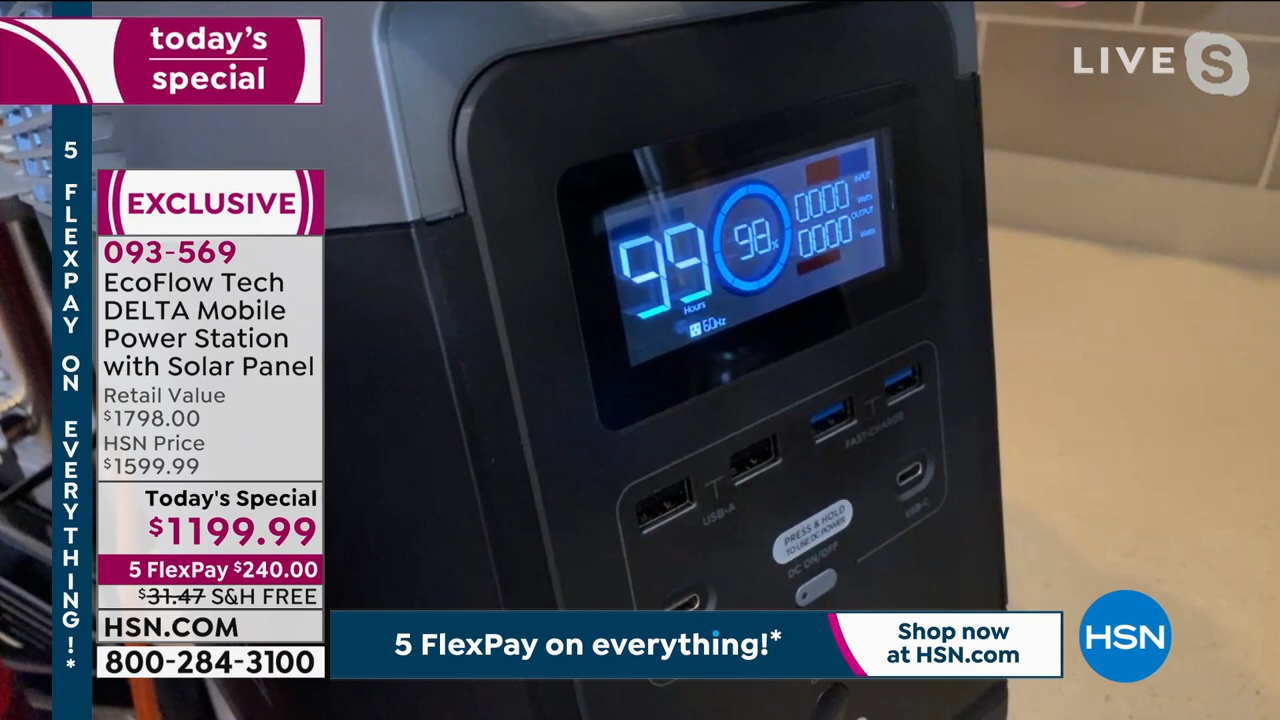 today's
special
LIVE S
5 FLEXPAY ON EVERYTHING!*
EXCLUSIVE
093-569
EcoFlow Tech
DELTA Mobile
Power Station
with Solar Panel
Retail Value
$1798.00
HSN Price
$1599.99
Today's Special
$1199.99
5 FlexPay $240.00
$31.47 S&H FREE
HSN.COM
800-284-3100
99
Hours
60Hz
98%
0000
INPUT
Watts
0000
OUTPUT
Watts
USB-A
FAST-CHARGE
USB-C
PRESS & HOLD
TO USE DC POWER
DC ON/OFF
5 FlexPay on everything!*
Shop now
at HSN.com
HSN